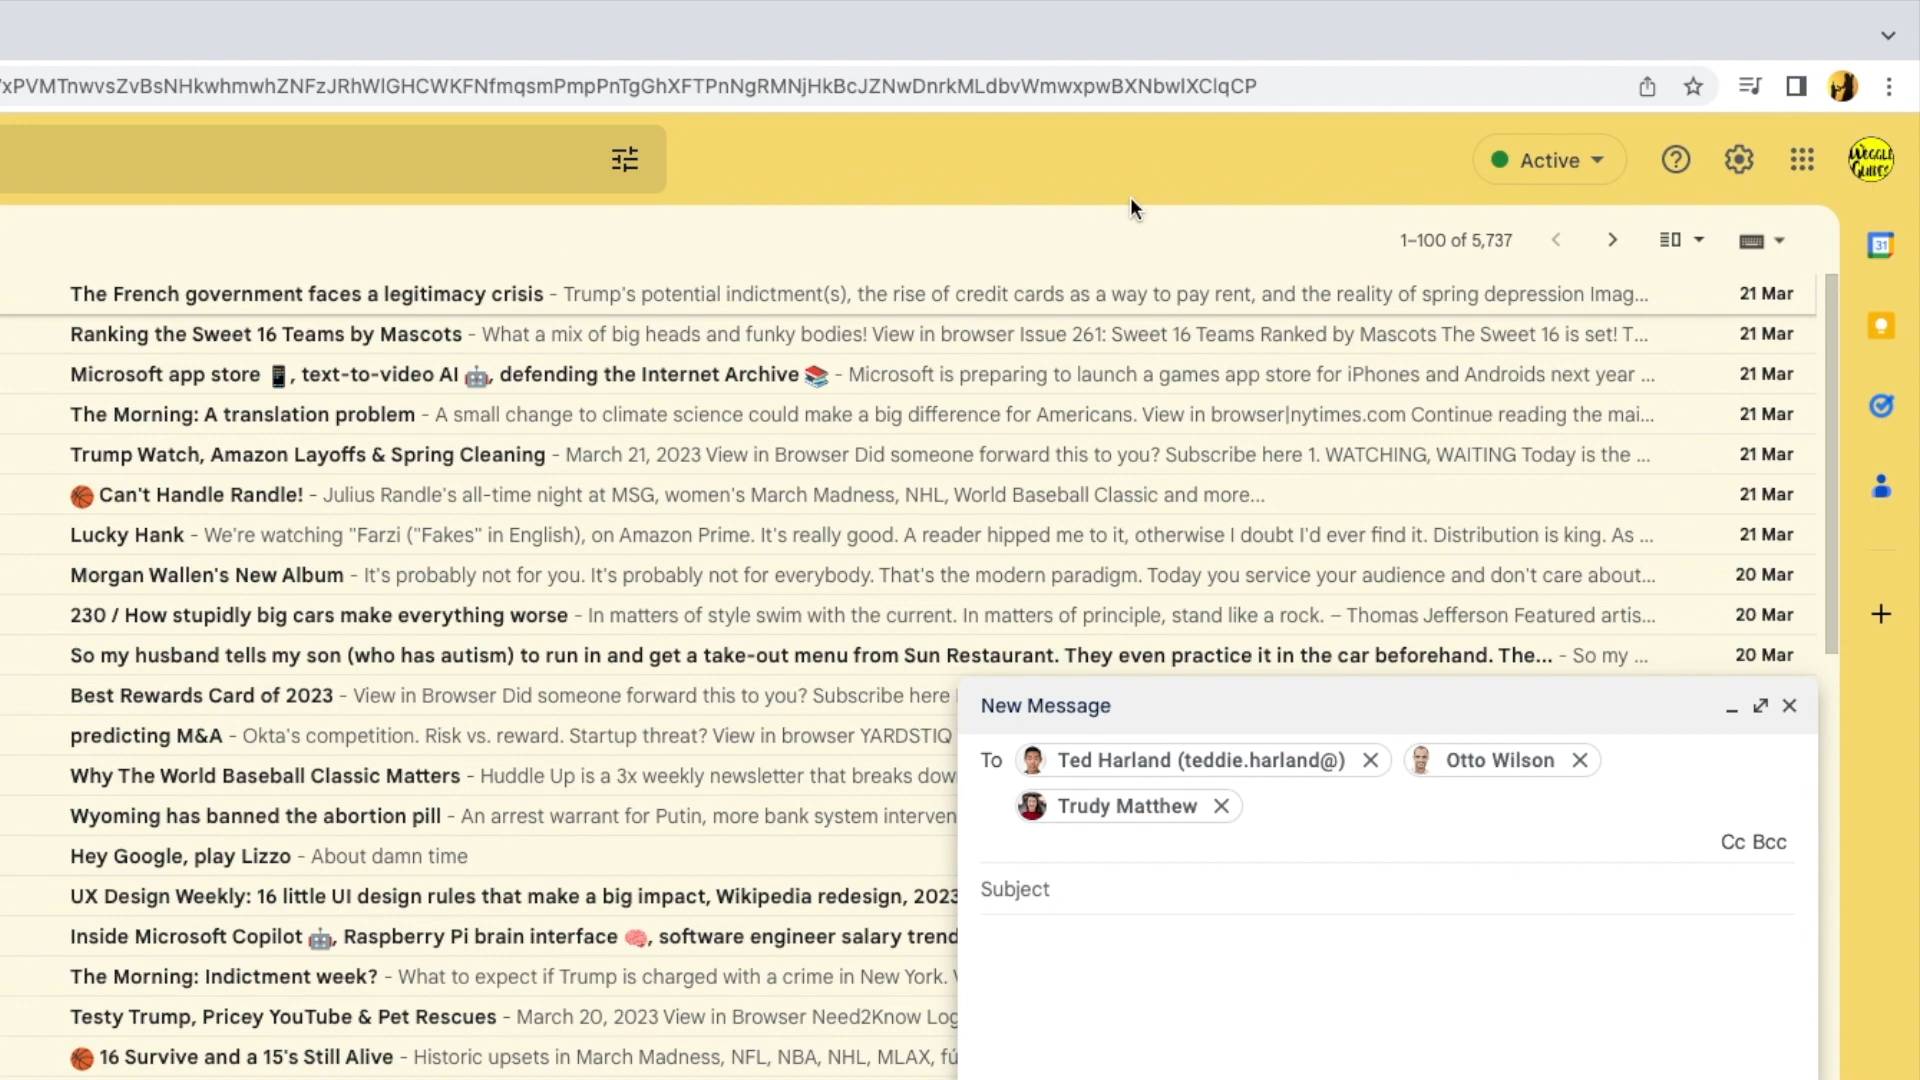 xPVMTnwvsZvBsNHkwhmwhZNFzJRhWlGHCWKFNfmqsmPmpPnTgGhXFTPnNgRMNjHkBcJZNwDnrkMLdbvWmwxpwBXNbwlXClqCP
Active
WOGGLE GUIDES
1–100 of 5,737
31
The French government faces a legitimacy crisis - Trump's potential indictment(s), the rise of credit cards as a way to pay rent, and the reality of spring depression Imag... 21 Mar
Ranking the Sweet 16 Teams by Mascots - What a mix of big heads and funky bodies! View in browser Issue 261: Sweet 16 Teams Ranked by Mascots The Sweet 16 is set! T... 21 Mar
Microsoft app store 📱, text-to-video AI 🤖, defending the Internet Archive 📚 - Microsoft is preparing to launch a games app store for iPhones and Androids next year ... 21 Mar
The Morning: A translation problem - A small change to climate science could make a big difference for Americans. View in browser|nytimes.com Continue reading the mai... 21 Mar
Trump Watch, Amazon Layoffs & Spring Cleaning - March 21, 2023 View in Browser Did someone forward this to you? Subscribe here 1. WATCHING, WAITING Today is the ... 21 Mar
🏀 Can't Handle Randle! - Julius Randle's all-time night at MSG, women's March Madness, NHL, World Baseball Classic and more... 21 Mar
Lucky Hank - We're watching "Farzi ("Fakes" in English), on Amazon Prime. It's really good. A reader hipped me to it, otherwise I doubt I'd ever find it. Distribution is king. As ... 21 Mar
Morgan Wallen's New Album - It's probably not for you. It's probably not for everybody. That's the modern paradigm. Today you service your audience and don't care about... 20 Mar
230 / How stupidly big cars make everything worse - In matters of style swim with the current. In matters of principle, stand like a rock. – Thomas Jefferson Featured artis... 20 Mar
So my husband tells my son (who has autism) to run in and get a take-out menu from Sun Restaurant. They even practice it in the car beforehand. The... - So my ... 20 Mar
Best Rewards Card of 2023 - View in Browser Did someone forward this to you? Subscribe here
predicting M&A - Okta's competition. Risk vs. reward. Startup threat? View in browser YARDSTIQ
Why The World Baseball Classic Matters - Huddle Up is a 3x weekly newsletter that breaks dow
Wyoming has banned the abortion pill - An arrest warrant for Putin, more bank system interven
Hey Google, play Lizzo - About damn time
UX Design Weekly: 16 little UI design rules that make a big impact, Wikipedia redesign, 2023
Inside Microsoft Copilot 🤖, Raspberry Pi brain interface 🧠, software engineer salary trend
The Morning: Indictment week? - What to expect if Trump is charged with a crime in New York.
Testy Trump, Pricey YouTube & Pet Rescues - March 20, 2023 View in Browser Need2Know Log
🏀 16 Survive and a 15's Still Alive - Historic upsets in March Madness, NFL, NBA, NHL, MLAX, fú
New Message
To Ted Harland (teddie.harland@) Otto Wilson
Trudy Matthew
Cc Bcc
Subject